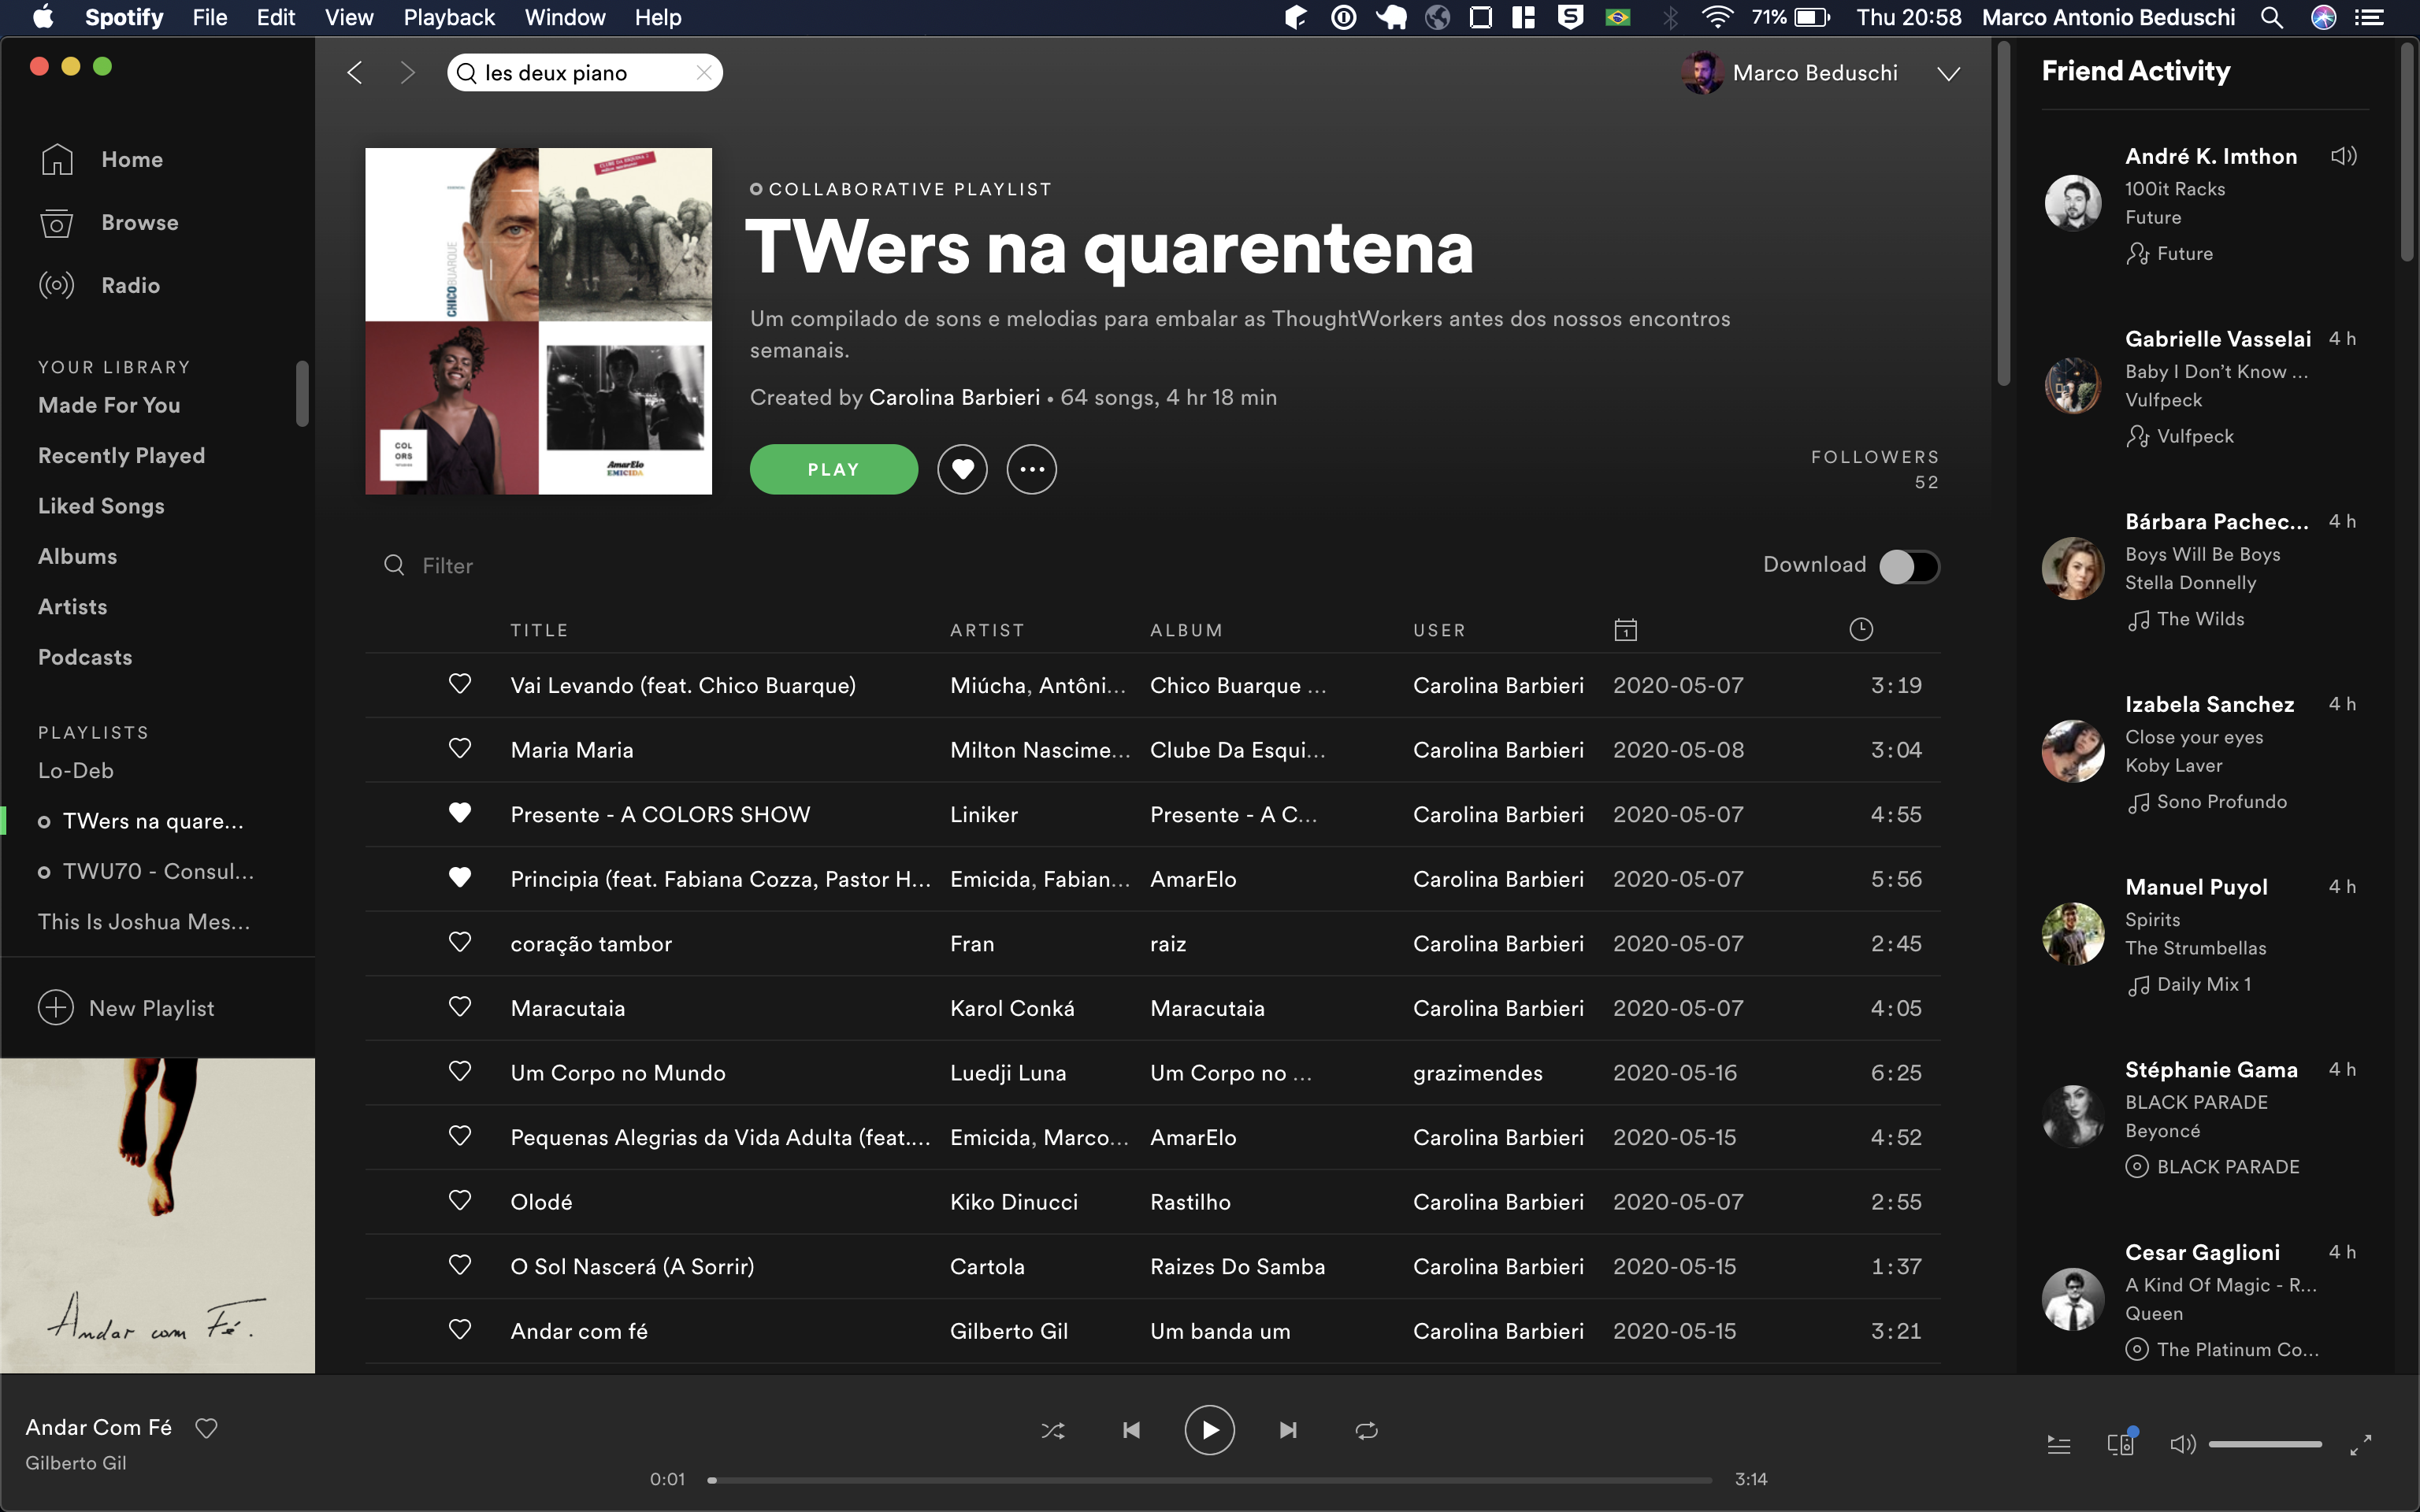 Spotify File Edit View Playback Window Help 71% Thu 20:58 Marco Antonio Beduschi
les deux piano
Marco Beduschi
Home
Browse
Radio
YOUR LIBRARY
Made For You
Recently Played
Liked Songs
Albums
Artists
Podcasts
PLAYLISTS
Lo-Deb
TWers na quare...
TWU70 - Consul...
This Is Joshua Mes...
New Playlist
Andar com Fé.
CHICO BUARQUE
CLUBE DA ESQUINA 2
COL
ORS
AmarElo
EMICIDA
COLLABORATIVE PLAYLIST
TWers na quarentena
Um compilado de sons e melodias para embalar as ThoughtWorkers antes dos nossos encontros
semanais.
Created by Carolina Barbieri • 64 songs, 4 hr 18 min
PLAY
FOLLOWERS
52
Filter
Download
TITLE ARTIST ALBUM USER
Vai Levando (feat. Chico Buarque) Miúcha, Antôni... Chico Buarque ... Carolina Barbieri 2020-05-07 3:19
Maria Maria Milton Nascime... Clube Da Esqui... Carolina Barbieri 2020-05-08 3:04
Presente - A COLORS SHOW Liniker Presente - A C... Carolina Barbieri 2020-05-07 4:55
Principia (feat. Fabiana Cozza, Pastor H... Emicida, Fabian... AmarElo Carolina Barbieri 2020-05-07 5:56
coração tambor Fran raiz Carolina Barbieri 2020-05-07 2:45
Maracutaia Karol Conká Maracutaia Carolina Barbieri 2020-05-07 4:05
Um Corpo no Mundo Luedji Luna Um Corpo no ... grazimendes 2020-05-16 6:25
Pequenas Alegrias da Vida Adulta (feat.... Emicida, Marco... AmarElo Carolina Barbieri 2020-05-15 4:52
Olodé Kiko Dinucci Rastilho Carolina Barbieri 2020-05-07 2:55
O Sol Nascerá (A Sorrir) Cartola Raizes Do Samba Carolina Barbieri 2020-05-15 1:37
Andar com fé Gilberto Gil Um banda um Carolina Barbieri 2020-05-15 3:21
Friend Activity
André K. Imthon
100it Racks
Future
Future
Gabrielle Vasselai 4 h
Baby I Don't Know ...
Vulfpeck
Vulfpeck
Bárbara Pachec... 4 h
Boys Will Be Boys
Stella Donnelly
The Wilds
Izabela Sanchez 4 h
Close your eyes
Koby Laver
Sono Profundo
Manuel Puyol 4 h
Spirits
The Strumbellas
Daily Mix 1
Stéphanie Gama 4 h
BLACK PARADE
Beyoncé
BLACK PARADE
Cesar Gaglioni 4 h
A Kind Of Magic - R...
Queen
The Platinum Co...
Andar Com Fé
Gilberto Gil
0:01
3:14